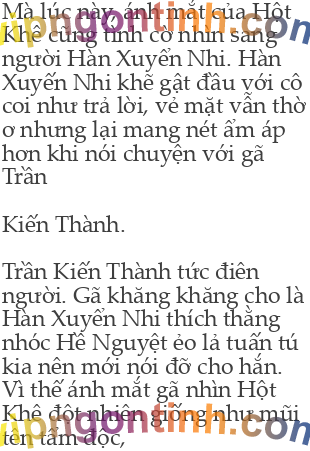 Mà lúc này, ánh mắt của Hột
Khê cũng tình cờ nhìn sang
người Hàn Xuyển Nhi. Hàn
Xuyến Nhi khẽ gật đầu với cô
coi như trả lời, vẻ mặt vẫn thờ
ơ nhưng lại mang nét ấm áp
hơn khi nói chuyện với gã
Trần
Kiến Thành.
Trần Kiến Thành tức điên
người. Gã khăng khăng cho là
Hàn Xuyển Nhi thích thằng
nhóc Hề Nguyệt ẻo lả tuấn tú
kia nên mới nói đỡ cho hắn.
Vì thế ánh mắt gã nhìn Hột
Khê đột nhiên giống như mũi
tên tẩm độc,
vipngontinh.com
vipngontinh.com